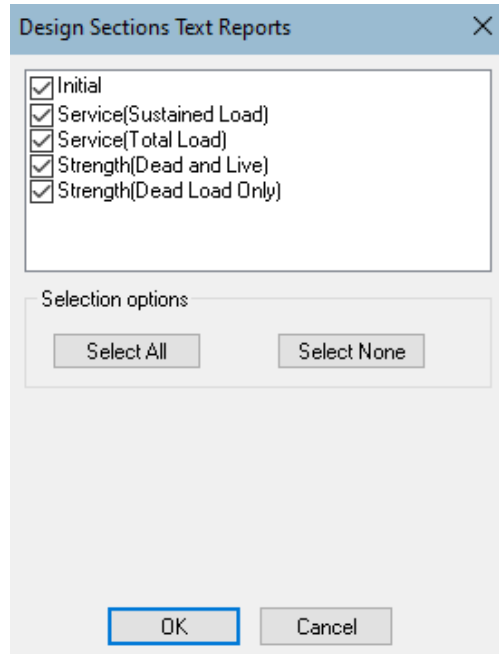 Design Sections Text Reports
Initial
Service(Sustained Load)
Service(Total Load)
Strength(Dead and Live)
Strength(Dead Load Only)
Selection options
Select All Select None
OK Cancel